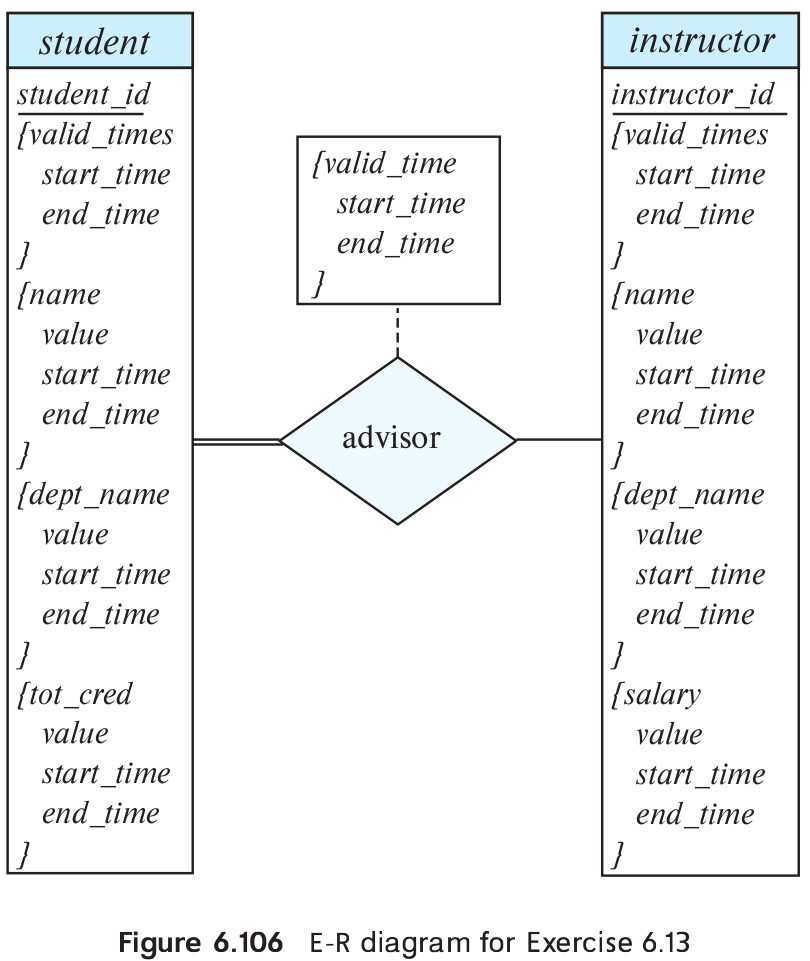 student
student_id
{valid_times
start_time
end_time
}
{name
value
start_time
end_time
}
{dept_name
value
start_time
end_time
}
{tot_cred
value
start_time
end_time
}
{valid_time
start_time
end_time
}
advisor
instructor
instructor_id
{valid_times
start_time
end_time
}
{name
value
start_time
end_time
}
{dept_name
value
start_time
end_time
}
{salary
value
start_time
end_time
}
Figure 6.106 E-R diagram for Exercise 6.13